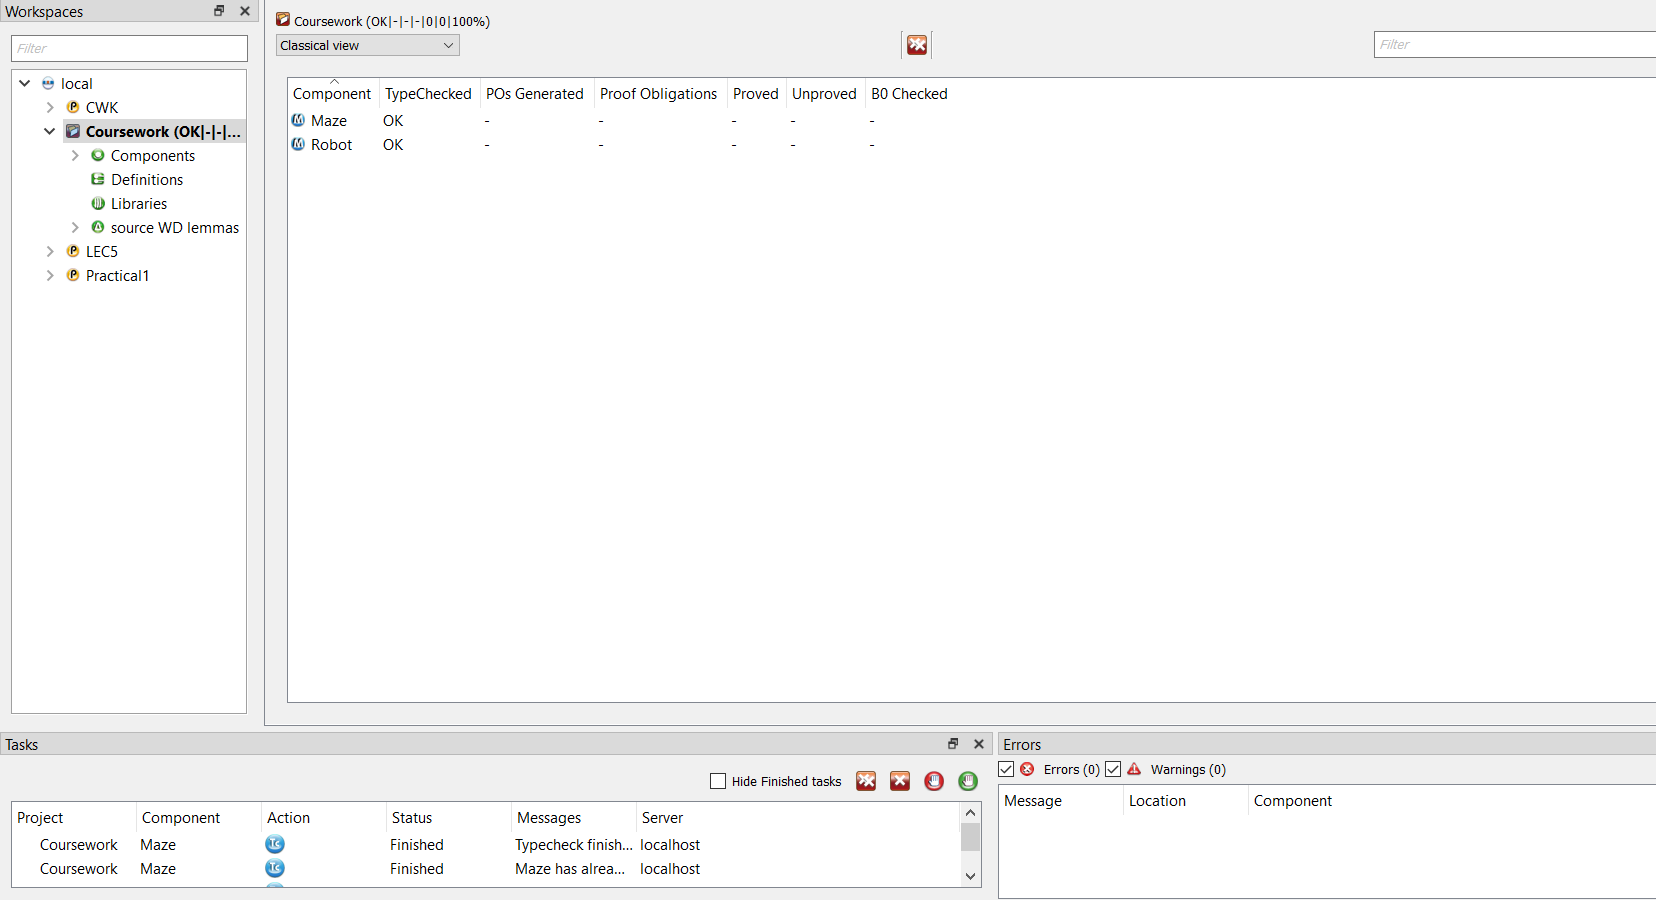 Workspaces
Filter
local
CWK
Coursework (OK|-|-|...
Components
Definitions
Libraries
source WD lemmas
LEC5
Practical1
Coursework (OK|-|-|-|0|0|100%)
Classical view
Filter
Component TypeChecked POs Generated Proof Obligations Proved Unproved B0 Checked
Maze OK - - - - -
Robot OK - - - - -
Tasks
Hide Finished tasks
Project Component Action Status Messages Server
Coursework Maze Tc Finished Typecheck finish... localhost
Coursework Maze Tc Finished Maze has alrea... localhost
Errors
Errors (0) Warnings (0)
Message Location Component